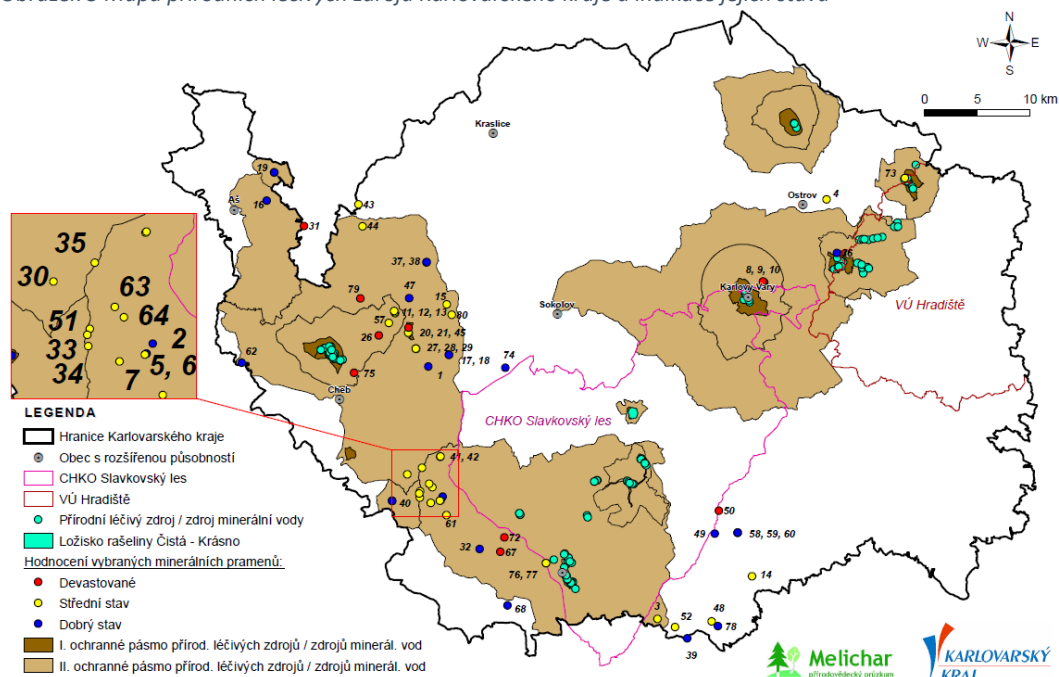 Obrázek 3 Mapa přírodních léčivých zdrojů Karlovarského kraje a indikace jejich stavu
N
W E
S
0 5 10 km
Kraslice
19
Aš
16
31
43
44
Ostrov
4
73
37, 38
79
47
15
11, 12, 13
57
80
26
20, 21, 45
27, 28, 29
17, 18
1
62
75
Cheb
74
Sokolov
8, 9, 10
Karlovy Vary
VÚ Hradiště
CHKO Slavkovský les
35
30
63
64
51
2
33
5, 6
34
7
41, 42
40
61
72
32
67
76, 77
68
50
49
58, 59, 60
14
3
52
48
78
39
LEGENDA
Hranice Karlovarského kraje
Obec s rozšířenou působností
CHKO Slavkovský les
VÚ Hradiště
Přírodní léčivý zdroj / zdroj minerální vody
Ložisko rašeliny Čistá - Krásno
Hodnocení vybraných minerálních pramenů:
Devastované
Střední stav
Dobrý stav
I. ochranné pásmo přírod. léčivých zdrojů / zdrojů minerál. vod
II. ochranné pásmo přírod. léčivých zdrojů / zdrojů minerál. vod
Melichar
přírodovědecký průzkum
KARLOVARSKÝ
KRAJ